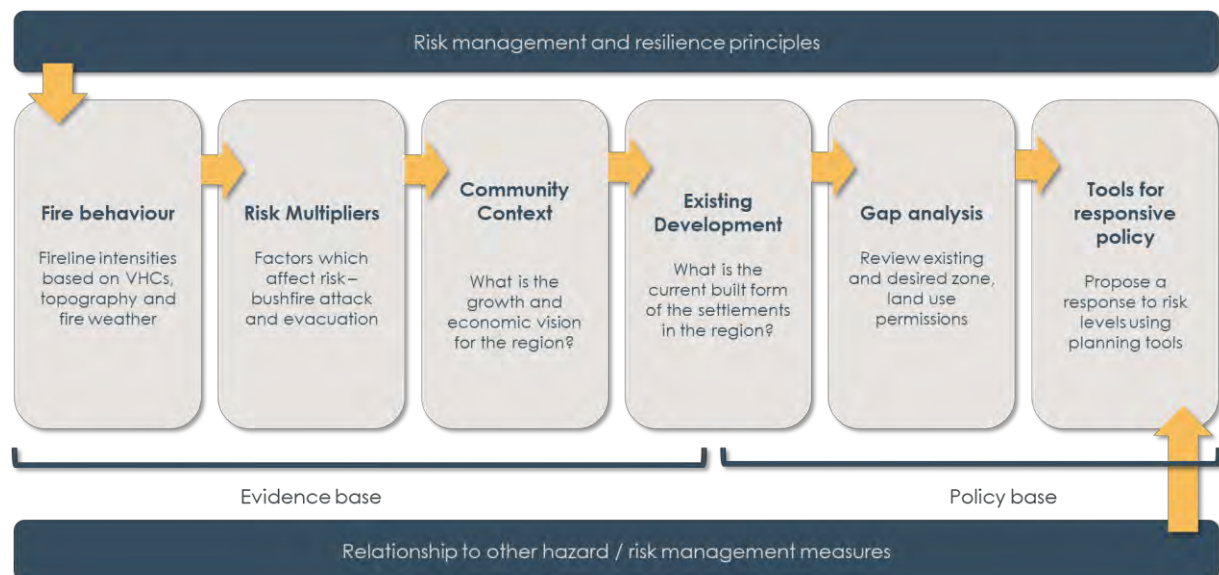 Risk management and resilience principles
Fire behaviour
Fireline intensities
based on VHCs,
topography and
fire weather
Risk Multipliers
Factors which
affect risk–
bushfire attack
and evacuation
Community
Context
What is the
growth and
economic vision
for the region?
Existing
Development
What is the
current built form
of the settlements
in the region?
Gap analysis
Review existing
and desired zone,
land use
permissions
Tools for
responsive
policy
Propose a
response to risk
levels using
planning tools
Evidence base
Policy base
Relationship to other hazard / risk management measures